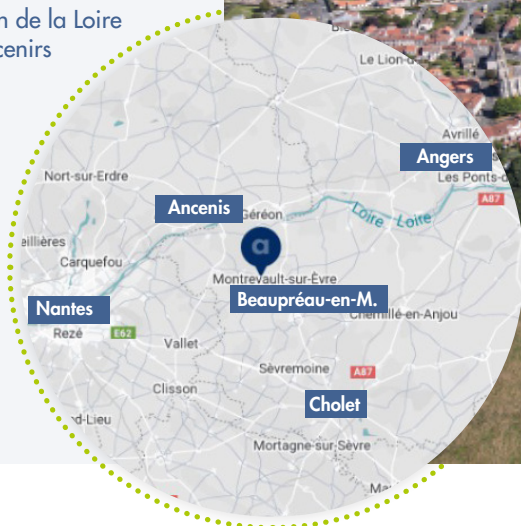 n de la Loire
cenirs
Le Lion-d
Avrillé
Angers
Nort-sur-Erdre
Les Ponts-d
A87
Ancenis
Géréon
Loire
Loire
a
eillières
Carquefou
Montrevault-sur-Èvre
Beaupréau-en-M.
Nantes
Chemillé-en-Anjou
Rezé
E62
Vallet
Sèvremoine
A87
Clisson
Cholet
d-Lieu
Mortagne-sur-Sèvre